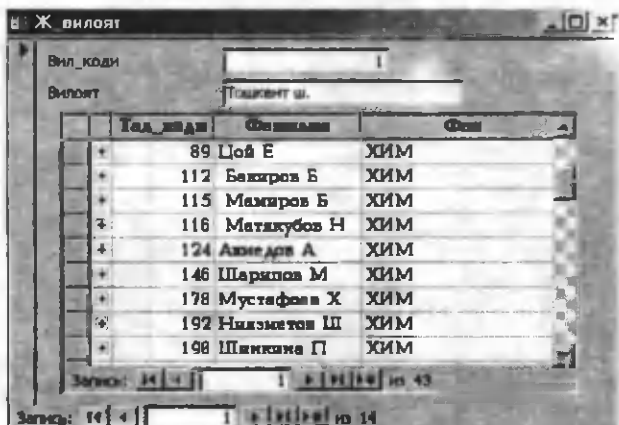 Ж_вилоят
Вил_коди 1
Вилоят Тошкент ш.
Тал_коди Фамилия Фан
89 Цой Е ХИМ
112 Бакиров Б ХИМ
115 Мамиров Б ХИМ
116 Матякубов Н ХИМ
124 Ахмедов А ХИМ
146 Шарипов М ХИМ
178 Мустафоев Х ХИМ
192 Ниязметов Ш ХИМ
198 Шинкина П ХИМ
Запись: 1 из 43
Запись: 1 из 14